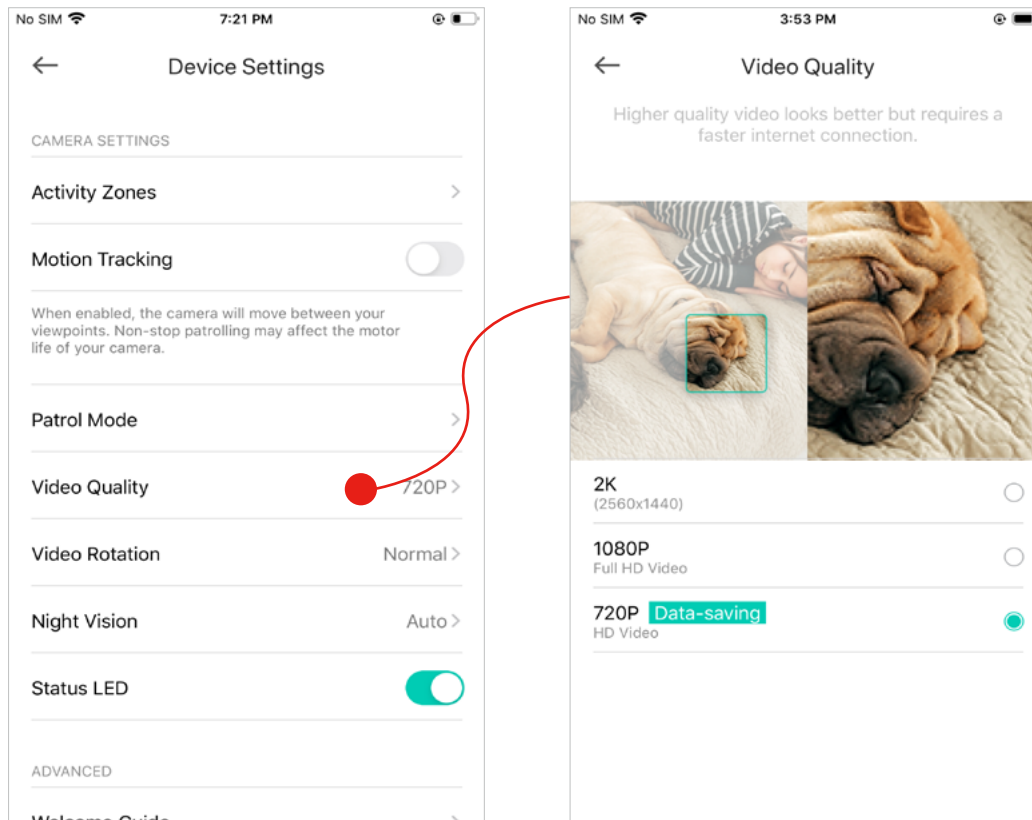 No SIM 7:21 PM
Device Settings
CAMERA SETTINGS
Activity Zones
Motion Tracking
When enabled, the camera will move between your
viewpoints. Non-stop patrolling may affect the motor
life of your camera.
Patrol Mode
Video Quality 720P
Video Rotation Normal
Night Vision Auto
Status LED
ADVANCED
Welcome Guide
No SIM 3:53 PM
Video Quality
Higher quality video looks better but requires a
faster internet connection.
2K
(2560x1440)
1080P
Full HD Video
720P Data-saving
HD Video